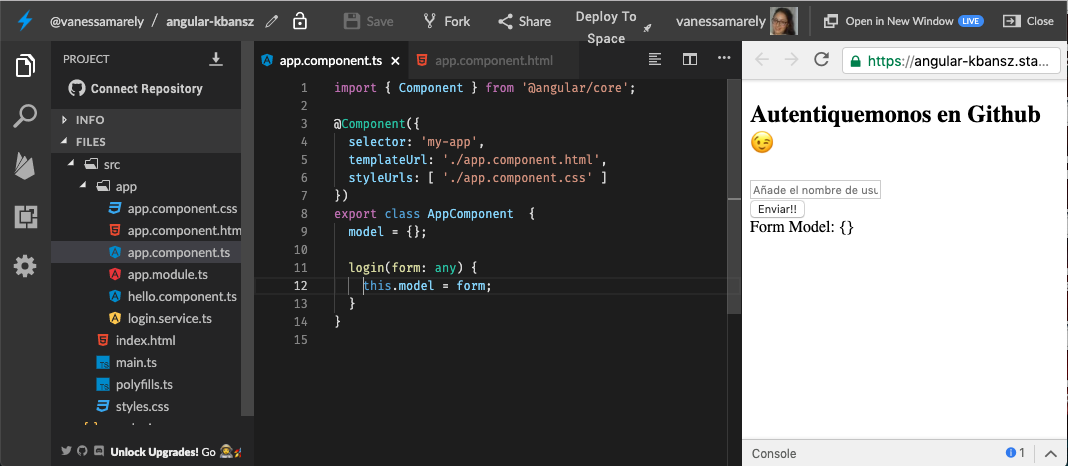 @vanessamarely / angular-kbansz Save Fork Share Deploy To Space vanessamarely Open in New Window LIVE Close
PROJECT
Connect Repository
INFO
FILES
src
app
app.component.css
app.component.htm
app.component.ts
app.module.ts
hello.component.ts
login.service.ts
index.html
main.ts
polyfills.ts
styles.css
Unlock Upgrades! Go
app.component.ts × app.component.html ...
1 import { Component } from '@angular/core';
2
3 @Component({
4 selector: 'my-app',
5 templateUrl: './app.component.html',
6 styleUrls: [ './app.component.css' ]
7 })
8 export class AppComponent {
9 model = {};
10
11 login(form: any) {
12 this.model = form;
13 }
14 }
15
https://angular-kbansz.sta...
Autentiquemonos en Github
😉
Añade el nombre de usu
Enviar!!
Form Model: {}
Console 1